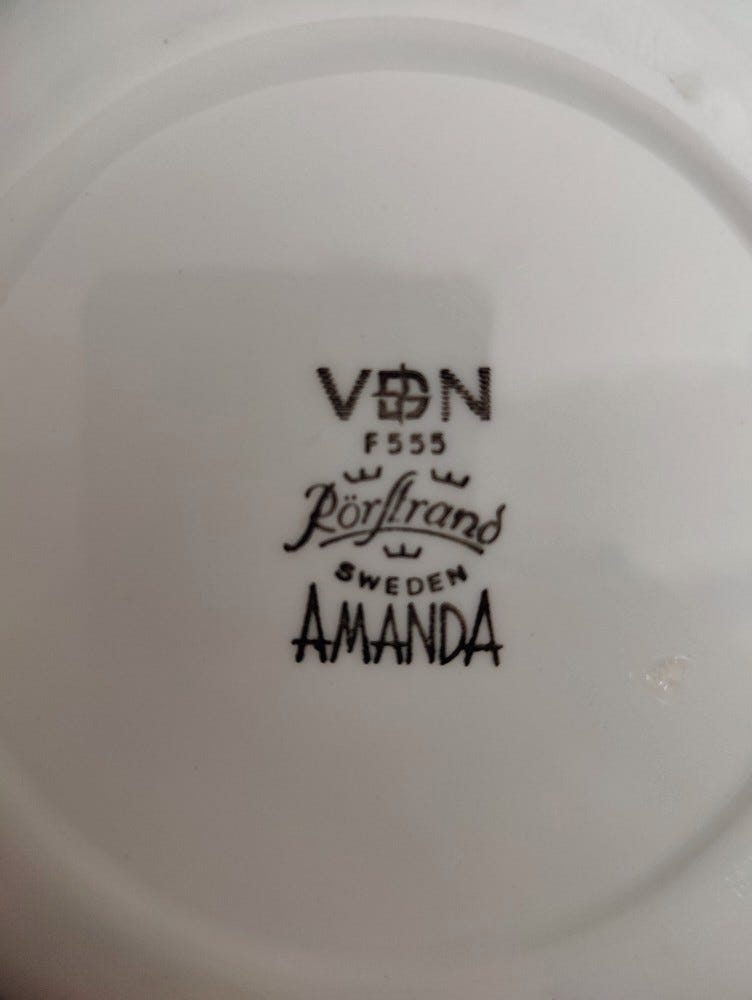 VDN
F555
Rörstrand
SWEDEN
AMANDA